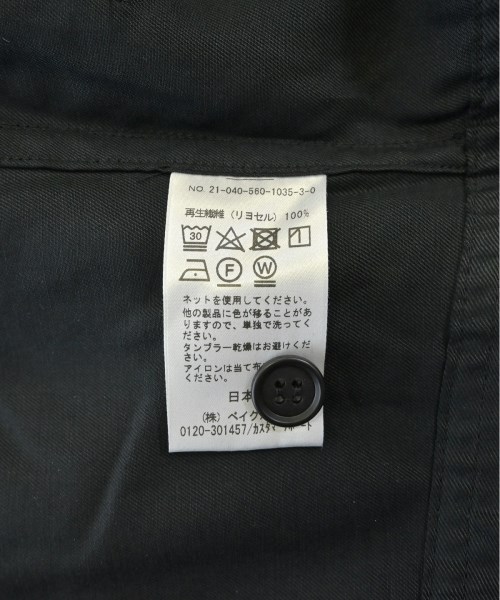 NO. 21-040-560-1035-3-0
再生繊維（リヨセル）100%
30
F W
ネットを使用してください。
他の製品に色が移ることがあ
りますので、単独で洗ってく
ださい。
タンブラー乾燥はお避けくだ
さい。
アイロンは当て布
ください。
日本
（株）ベイク
0120-301457/カスタマ